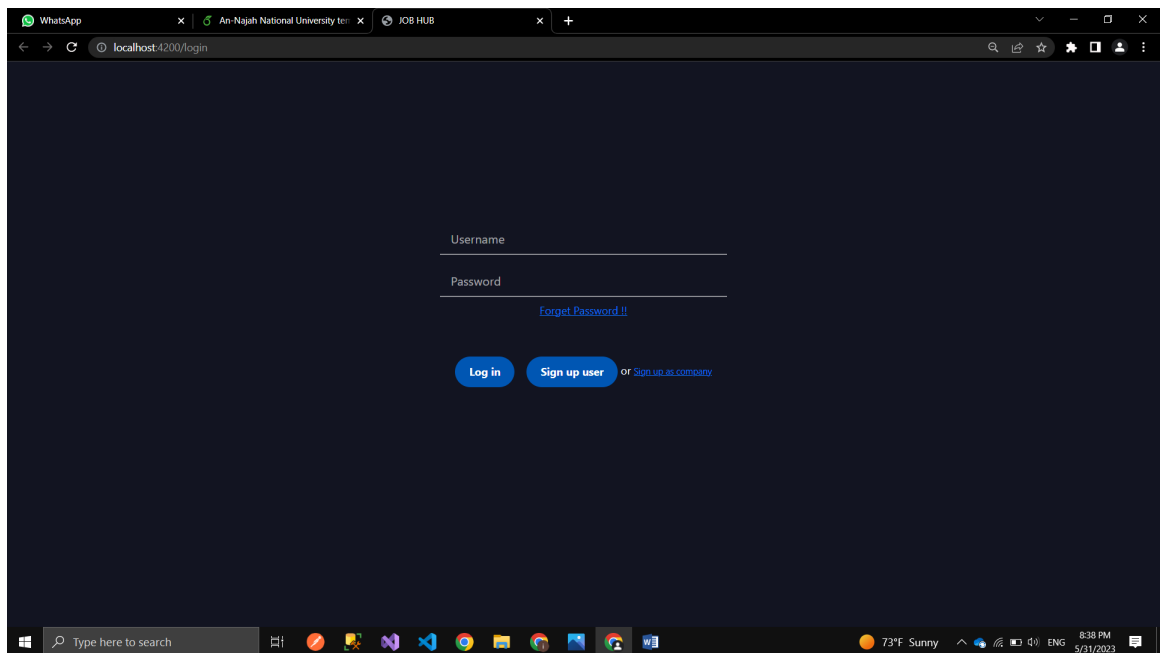 WhatsApp
An-Najah National University ten
JOB HUB
localhost:4200/login
Username
Password
Forget Password !!
Log in Sign up user or Sign up as company
Type here to search
73°F Sunny ENG 8:38 PM
5/31/2023